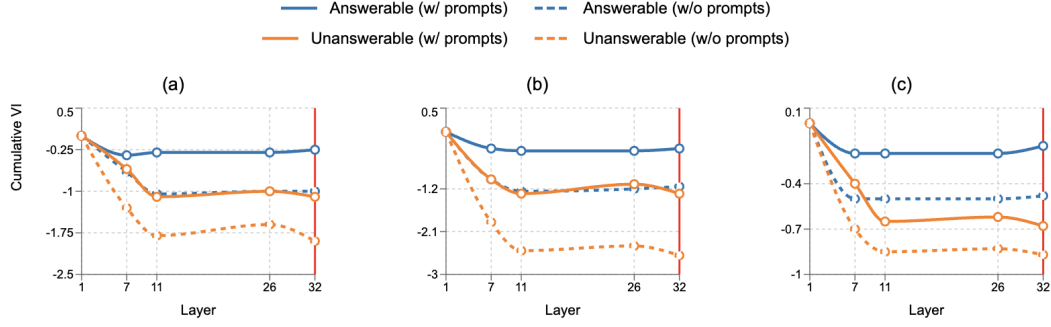 Answerable (w/ prompts) Answerable (w/o prompts)
Unanswerable (w/ prompts) Unanswerable (w/o prompts)
(a) (b) (c)
Cumulative VI
0.5
-0.25
-1
-1.75
-2.5
1 7 11 26 32
Layer
-1.2
-2.1
-3
1 7 11 26 32
Layer
0.1
-0.4
-0.7
-1
1 7 11 26 32
Layer